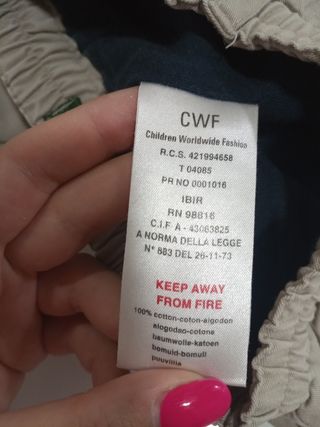 CWF
Children Worldwide Fashion
R.C.S. 421994658
T 04085
PR NO 0001016
IBIR
RN 98816
C.I.F A - 43063825
A NORMA DELLA LEGGE
N° 883 DEL 26-11-73
KEEP AWAY
FROM FIRE
100% cotton-coton-algodon
algodao-cotone
baumwolle-katoen
bomuld-bomull
puuvilla